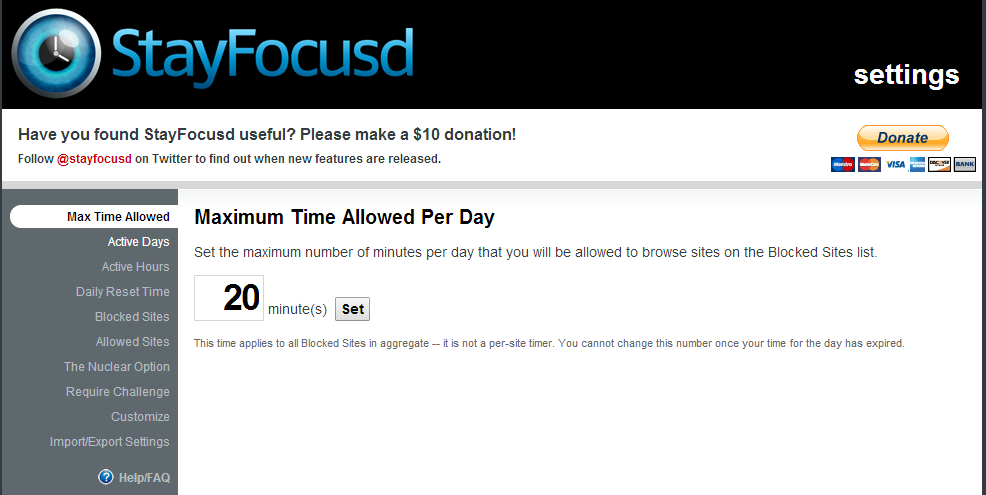 StayFocusd
settings
Have you found StayFocusd useful? Please make a $10 donation!
Follow @stayfocusd on Twitter to find out when new features are released.
Donate
Maestro MasterCard VISA DISCOVER BANK
Max Time Allowed
Active Days
Active Hours
Daily Reset Time
Blocked Sites
Allowed Sites
The Nuclear Option
Require Challenge
Customize
Import/Export Settings
? Help/FAQ
Maximum Time Allowed Per Day
Set the maximum number of minutes per day that you will be allowed to browse sites on the Blocked Sites list.
20 minute(s) Set
This time applies to all Blocked Sites in aggregate -- it is not a per-site timer. You cannot change this number once your time for the day has expired.